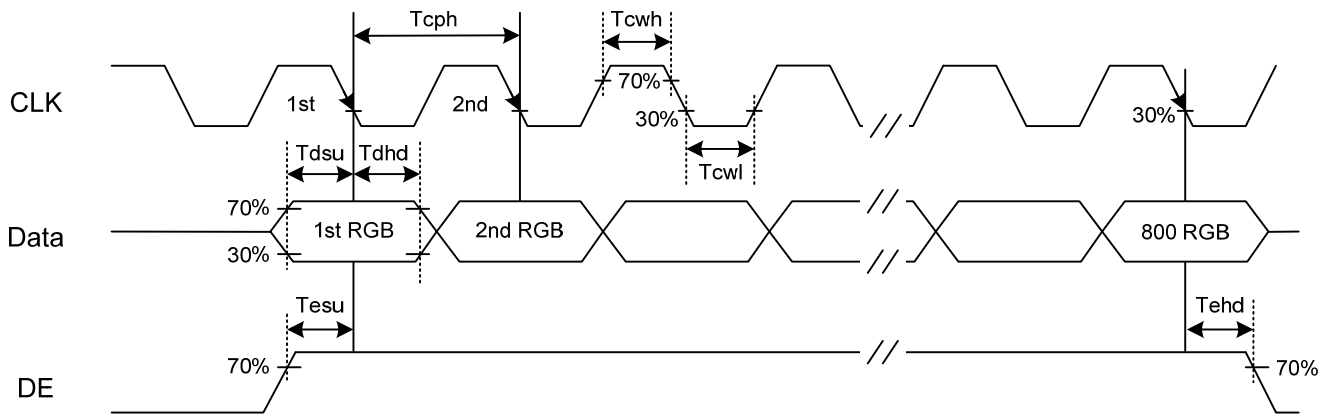 Tcph
Tcwh
CLK
1st
2nd
70%
30%
30%
Tdsu
Tdhd
Tcwl
70%
Data
1st RGB
2nd RGB
800 RGB
30%
Tesu
Tehd
70%
70%
DE